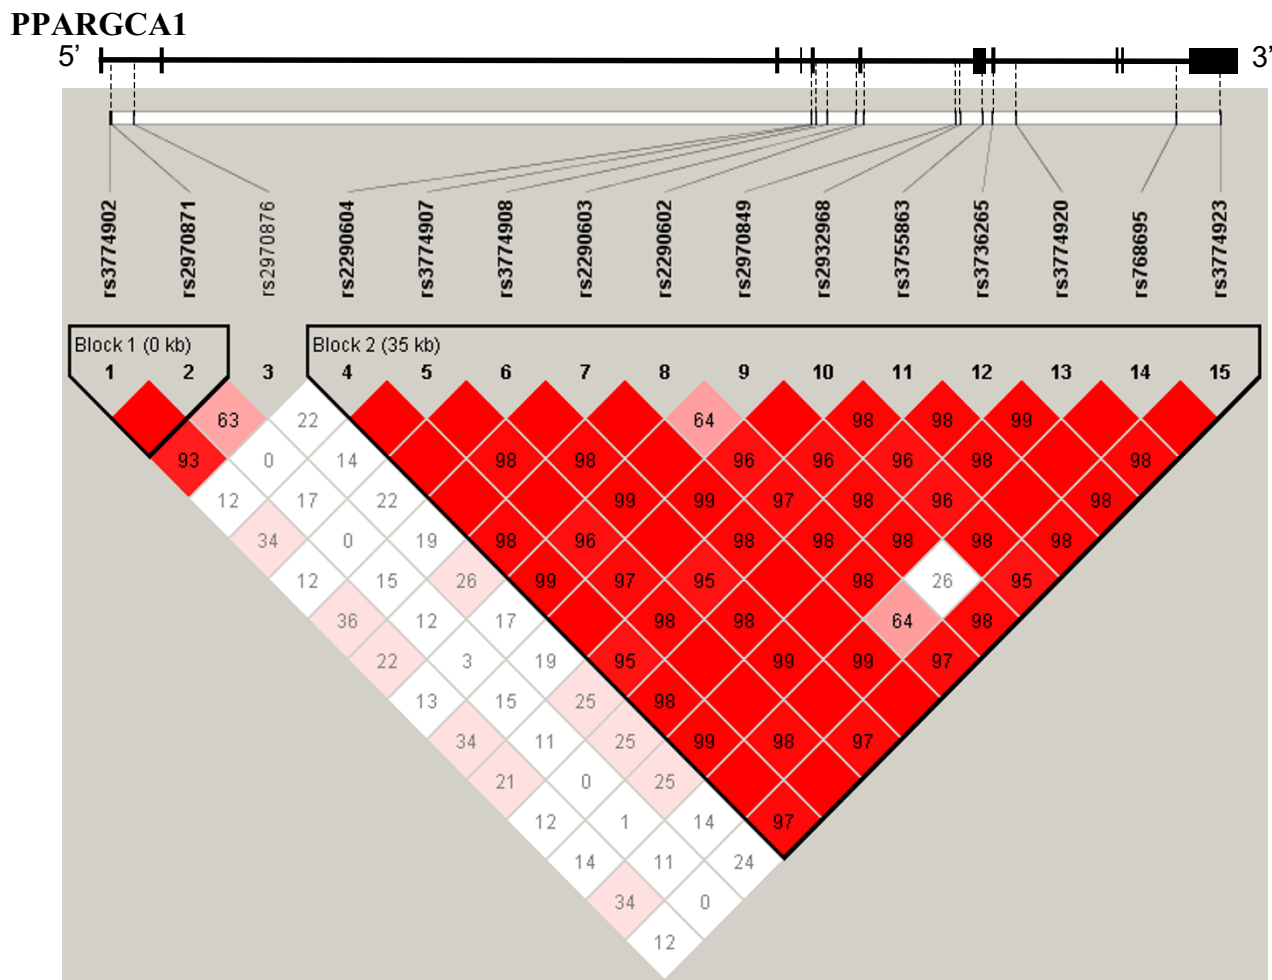 PPARGCA1
5’ 3’
rs3774902
rs2970871
rs2970876
rs2290604
rs3774907
rs3774908
rs2290603
rs2290602
rs2970849
rs2932968
rs3755863
rs3736265
rs3774920
rs768695
rs3774923
Block 1 (0 kb) Block 2 (35 kb)
1 2 3 4 5 6 7 8 9 10 11 12 13 14 15
63 22 64 98 98 99
93 0 14 98 98 96 96 96 98 98
12 17 22 99 99 97 98 96 98
34 0 19 98 96 98 98 98 98 98
12 15 26 99 97 95 98 26 95
36 12 17 98 98 64 98
22 3 19 95 99 99 97
13 15 25 98
34 11 25 99 98 97
21 0 25
12 1 14 97
14 11 24
34 0
12